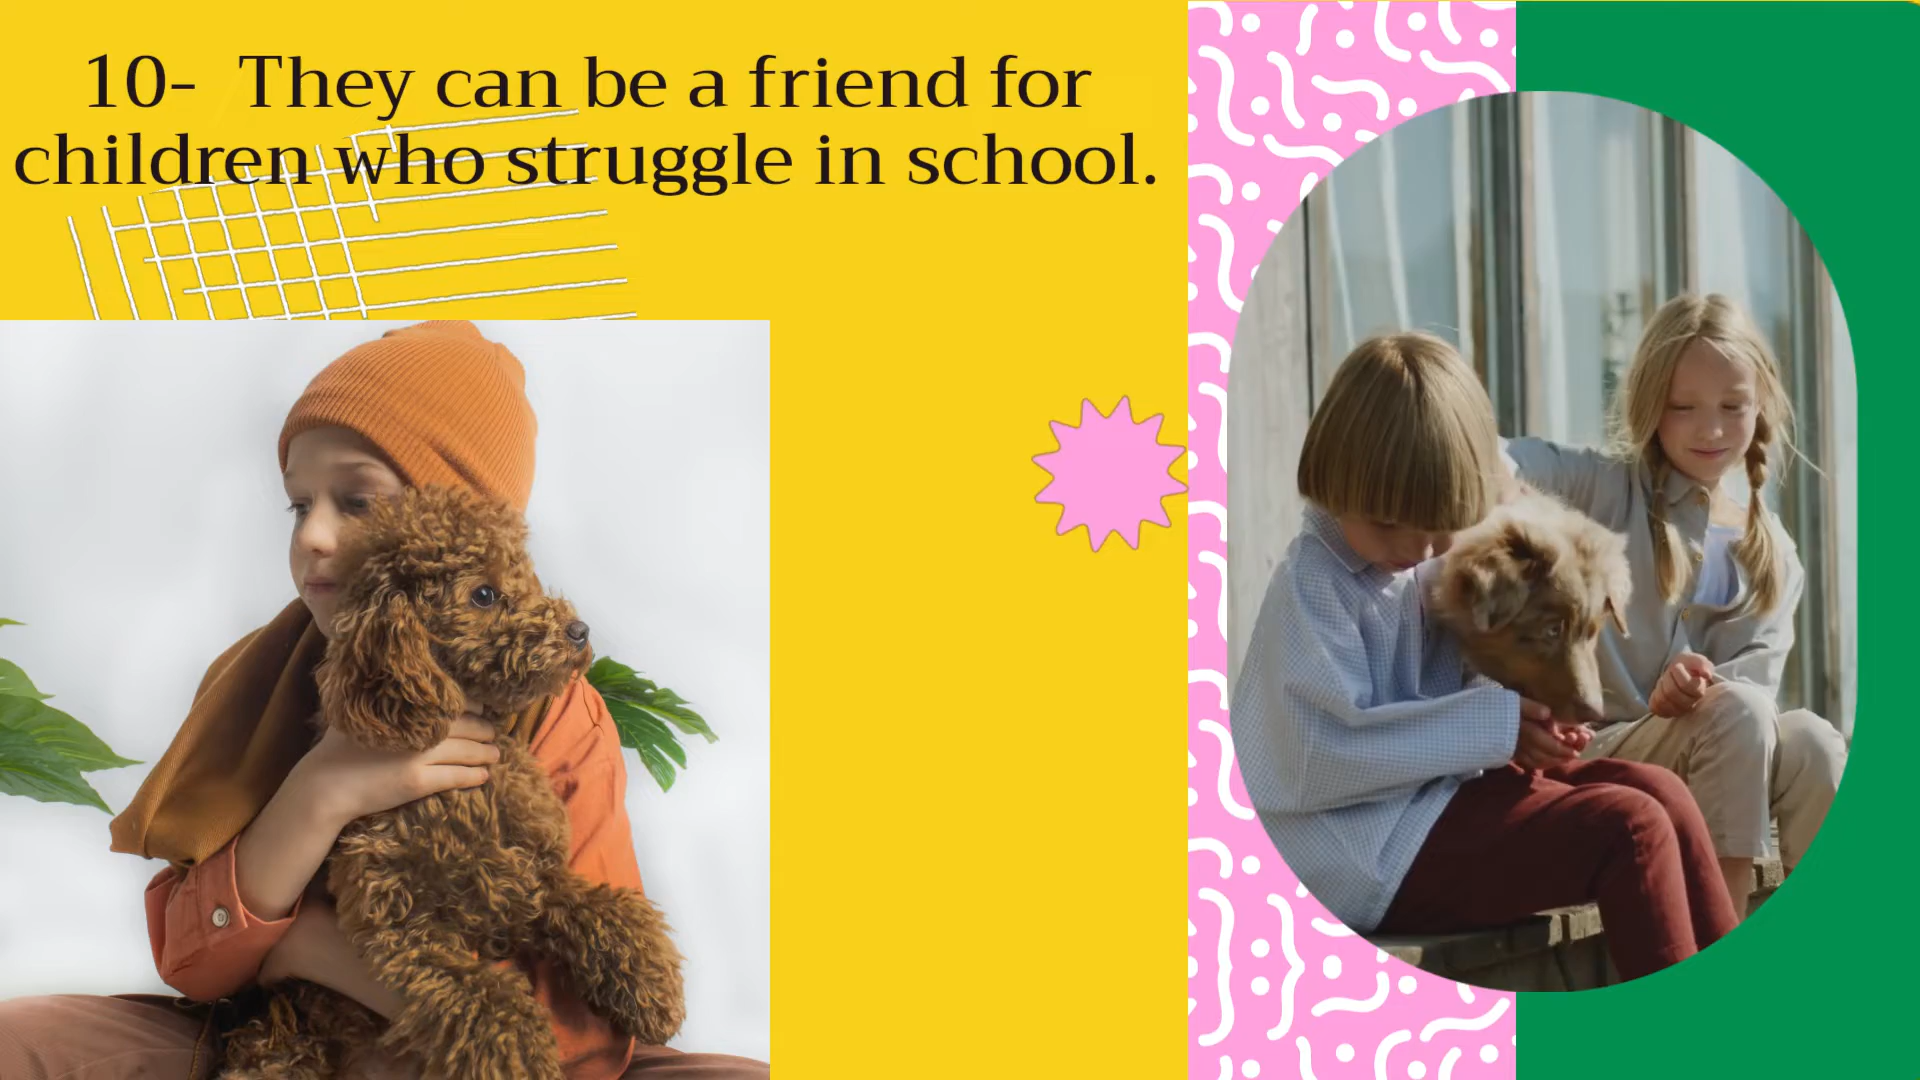 10-  They can be a friend for
children who struggle in school.